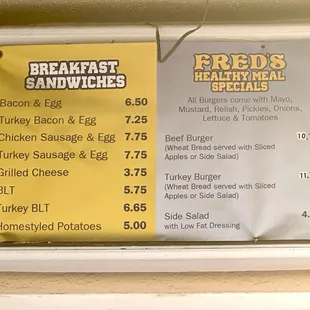 BREAKFAST
SANDWICHES
Bacon & Egg 6.50
Turkey Bacon & Egg 7.25
Chicken Sausage & Egg 7.75
Turkey Sausage & Egg 7.75
Grilled Cheese 3.75
BLT 5.75
Turkey BLT 6.65
Homestyled Potatoes 5.00
FRED'S
HEALTHY MEAL
SPECIALS
All Burgers come with Mayo,
Mustard, Relish, Pickles, Onions,
Lettuce & Tomatoes
Beef Burger 10.
(Wheat Bread served with Sliced
Apples or Side Salad)
Turkey Burger 11.
(Wheat Bread served with Sliced
Apples or Side Salad)
Side Salad 4.
with Low Fat Dressing